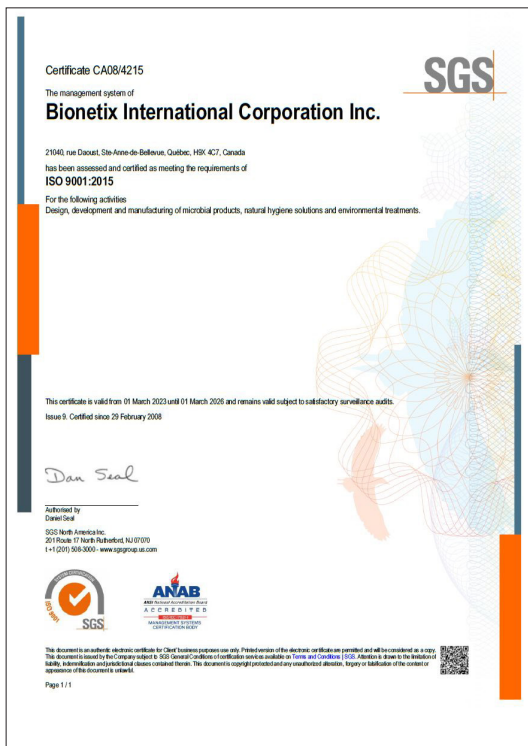 SGS
Certificate CA08/4215
The management system of
Bionetix International Corporation Inc.
21040, rue Daoust, Ste-Anne-de-Bellevue, Québec, H9X 4C7, Canada
has been assessed and certified as meeting the requirements of
ISO 9001:2015
For the following activities
Design, development and manufacturing of microbial products, natural hygiene solutions and environmental treatments.
This certificate is valid from 01 March 2023 until 01 March 2026 and remains valid subject to satisfactory surveillance audits.
Issue 9. Certified since 29 February 2008
Dan Seal
Authorised by
Daniel Seal
SGS North America Inc.
201 Route 17 North Rutherford, NJ 07070
t +1 (201) 508-3000 - www.sgsgroup.us.com
SYSTEM CERTIFICATION
ISO 9001
SGS
ANAB
ANSI National Accreditation Board
ACCREDITED
MANAGEMENT SYSTEMS
CERTIFICATION BODY
This document is an authentic electronic certificate for Client' business purposes use only. Printed version of the electronic certificate are permitted and will be considered as a copy.
This document is issued by the Company subject to SGS General Conditions of certification services available on Terms and Conditions | SGS. Attention is drawn to the limitation of
liability, indemnification and jurisdictional clauses contained therein. This document is copyright protected and any unauthorized alteration, forgery or falsification of the content or
appearance of this document is unlawful.
Page 1 / 1